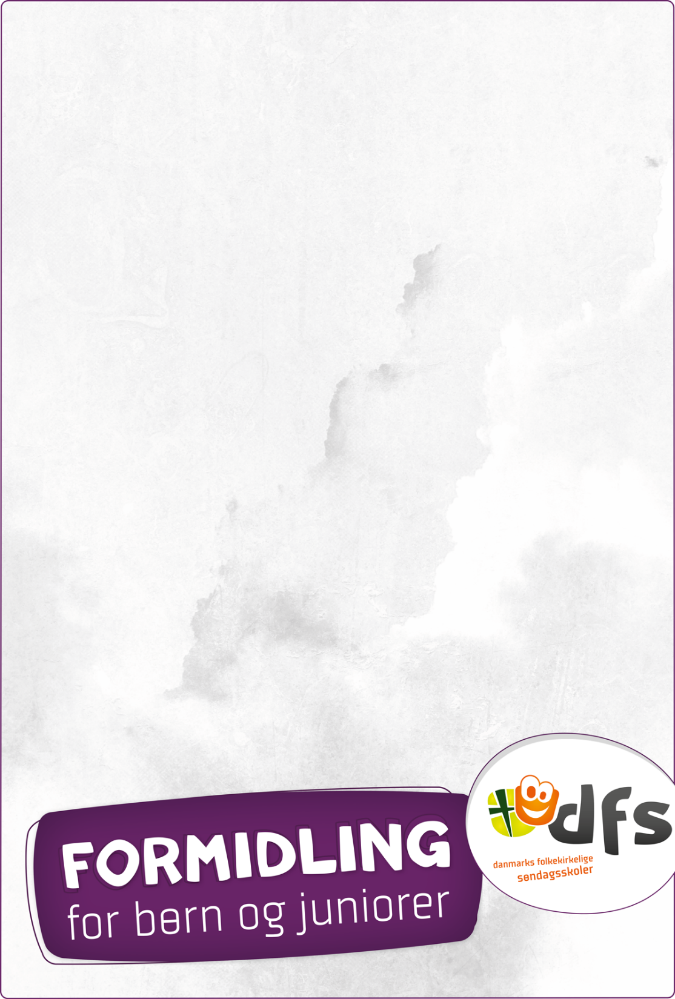 FORMIDLING
for børn og juniorer
dfs
danmarks folkekirkelige
søndagsskoler